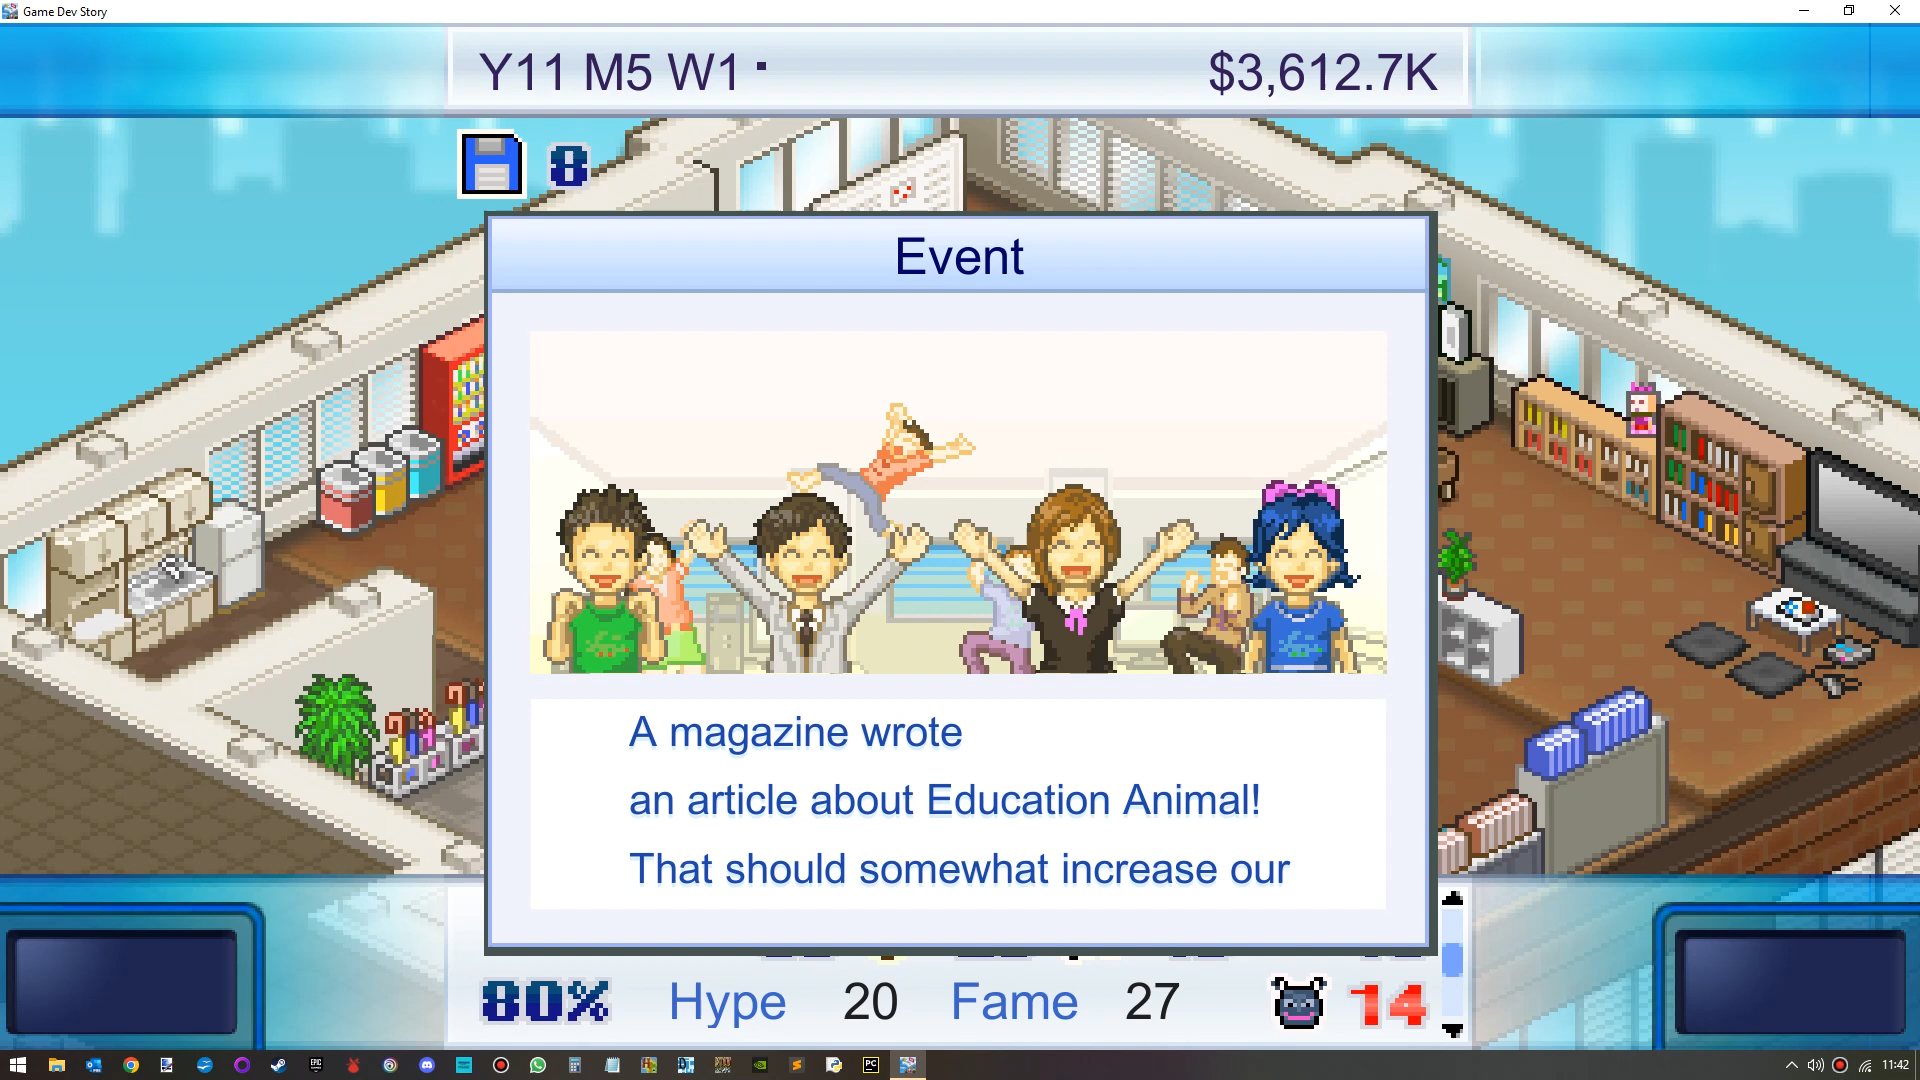 Game Dev Story
Y11 M5 W1
$3,612.7K
8
Event
A magazine wrote
an article about Education Animal!
That should somewhat increase our
80% Hype 20 Fame 27 14
11:42